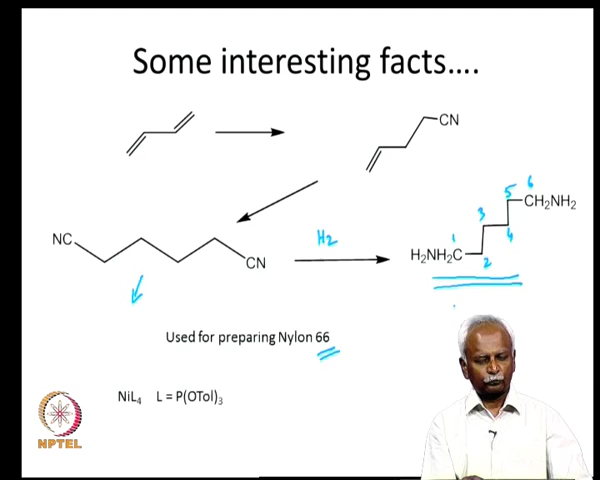 Some interesting facts....
CN
NC
CN
H2
H₂NH₂C
CH₂NH₂
1
2
3
4
5
6
Used for preparing Nylon 66
NiL₄ L = P(OTol)₃
NPTEL